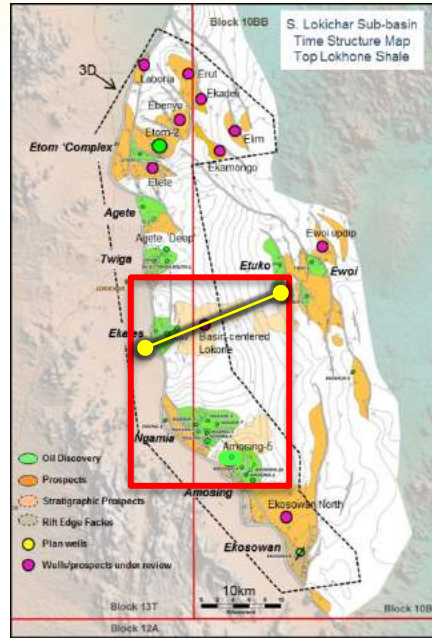 Block 10BB
S. Lokichar Sub-basin
Time Structure Map
Top Lokhone Shale
3D
Laboria
Erut
Ekadeli
Ebenyo
Etom-2
Elim
Etom 'Complex'
Ekamongo
Etete
Agete
Agete Deep
Ewoi updip
Twiga
Etuko
Ewoi
Ekales
Basin-centered
Lokone
Ngamia
Amosing-5
Oil Discovery
Prospects
Stratigraphic Prospects
Amosing
Rift Edge Facies
Ekosowan North
Plan wells
Ekosowan
Wells/prospects under review
10km
Block 13T
Block 10B
Block 12A